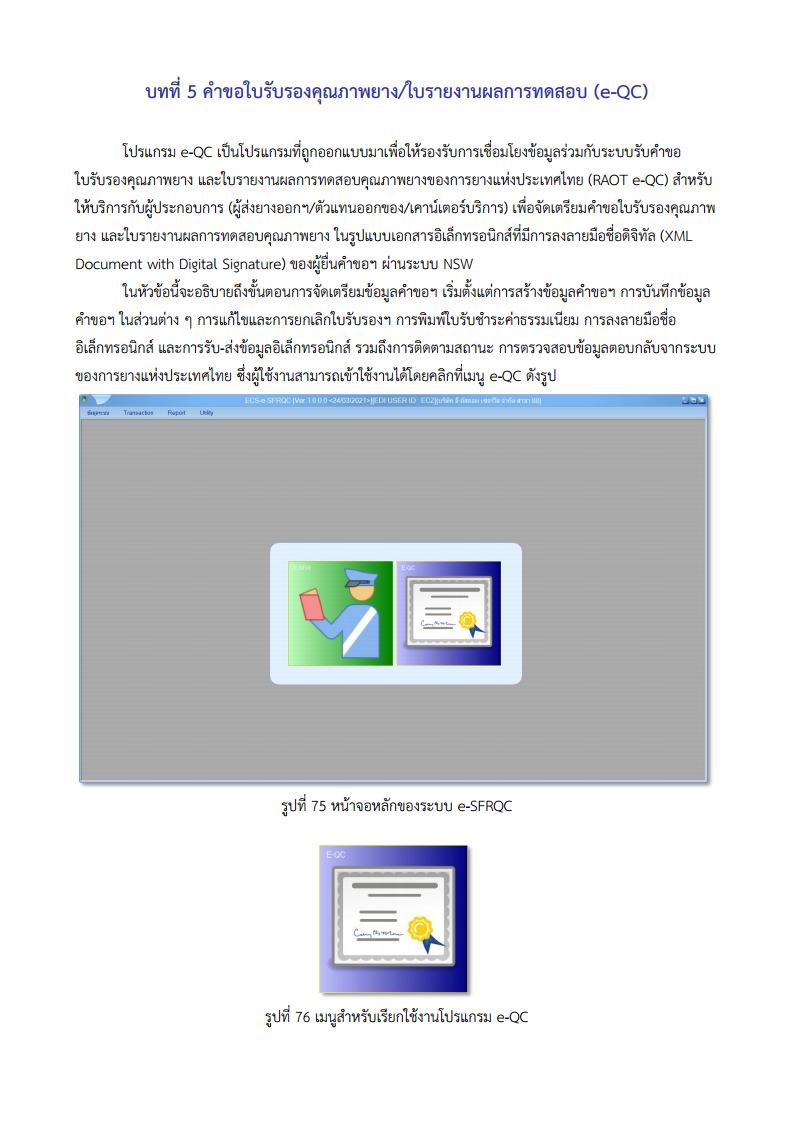 บทที่ 5 คำขอใบรับรองคุณภาพยาง/ใบรายงานผลการทดสอบ (e-QC)
โปรแกรม e-QC เป็นโปรแกรมที่ถูกออกแบบมาเพื่อให้รองรับการเชื่อมโยงข้อมูลร่วมกับระบบรับคำขอ
ใบรับรองคุณภาพยาง และใบรายงานผลการทดสอบคุณภาพยางของการยางแห่งประเทศไทย (RAOT e-QC) สำหรับ
ให้บริการกับผู้ประกอบการ (ผู้ส่งยางออกฯ/ตัวแทนออกของ/เคาน์เตอร์บริการ) เพื่อจัดเตรียมคำขอใบรับรองคุณภาพ
ยาง และใบรายงานผลการทดสอบคุณภาพยาง ในรูปแบบเอกสารอิเล็กทรอนิกส์ที่มีการลงลายมือชื่อดิจิทัล (XML
Document with Digital Signature) ของผู้ยื่นคำขอฯ ผ่านระบบ NSW
ในหัวข้อนี้จะอธิบายถึงขั้นตอนการจัดเตรียมข้อมูลคำขอฯ เริ่มตั้งแต่การสร้างข้อมูลคำขอฯ การบันทึกข้อมูล
คำขอฯ ในส่วนต่าง ๆ การแก้ไขและการยกเลิกใบรับรองฯ การพิมพ์ใบรับชำระค่าธรรมเนียม การลงลายมือชื่อ
อิเล็กทรอนิกส์ และการรับ-ส่งข้อมูลอิเล็กทรอนิกส์ รวมถึงการติดตามสถานะ การตรวจสอบข้อมูลตอบกลับจากระบบ
ของการยางแห่งประเทศไทย ซึ่งผู้ใช้งานสามารถเข้าใช้งานได้โดยคลิกที่เมนู e-QC ดังรูป
ECS-e-SFRQC [Ver 1.0.0.0 <24/03/2021>][EDI USER ID : ECZ]
Transaction Report Utility
E-SFR E-QC
รูปที่ 75 หน้าจอหลักของระบบ e-SFRQC
E-QC
รูปที่ 76 เมนูสำหรับเรียกใช้งานโปรแกรม e-QC